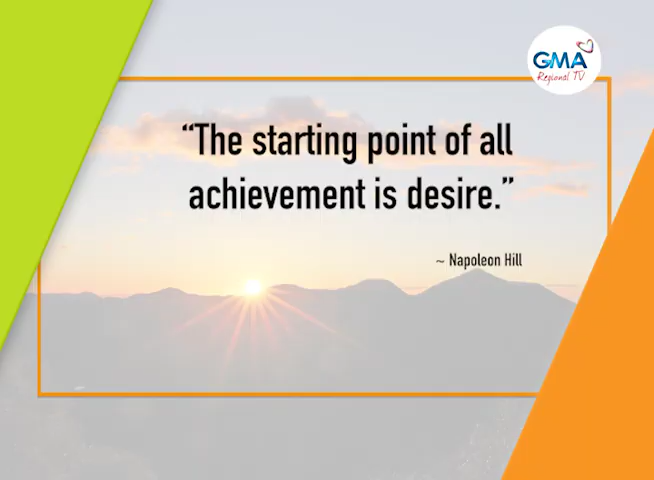 GMA
Regional TV
“The starting point of all
achievement is desire.”
~ Napoleon Hill